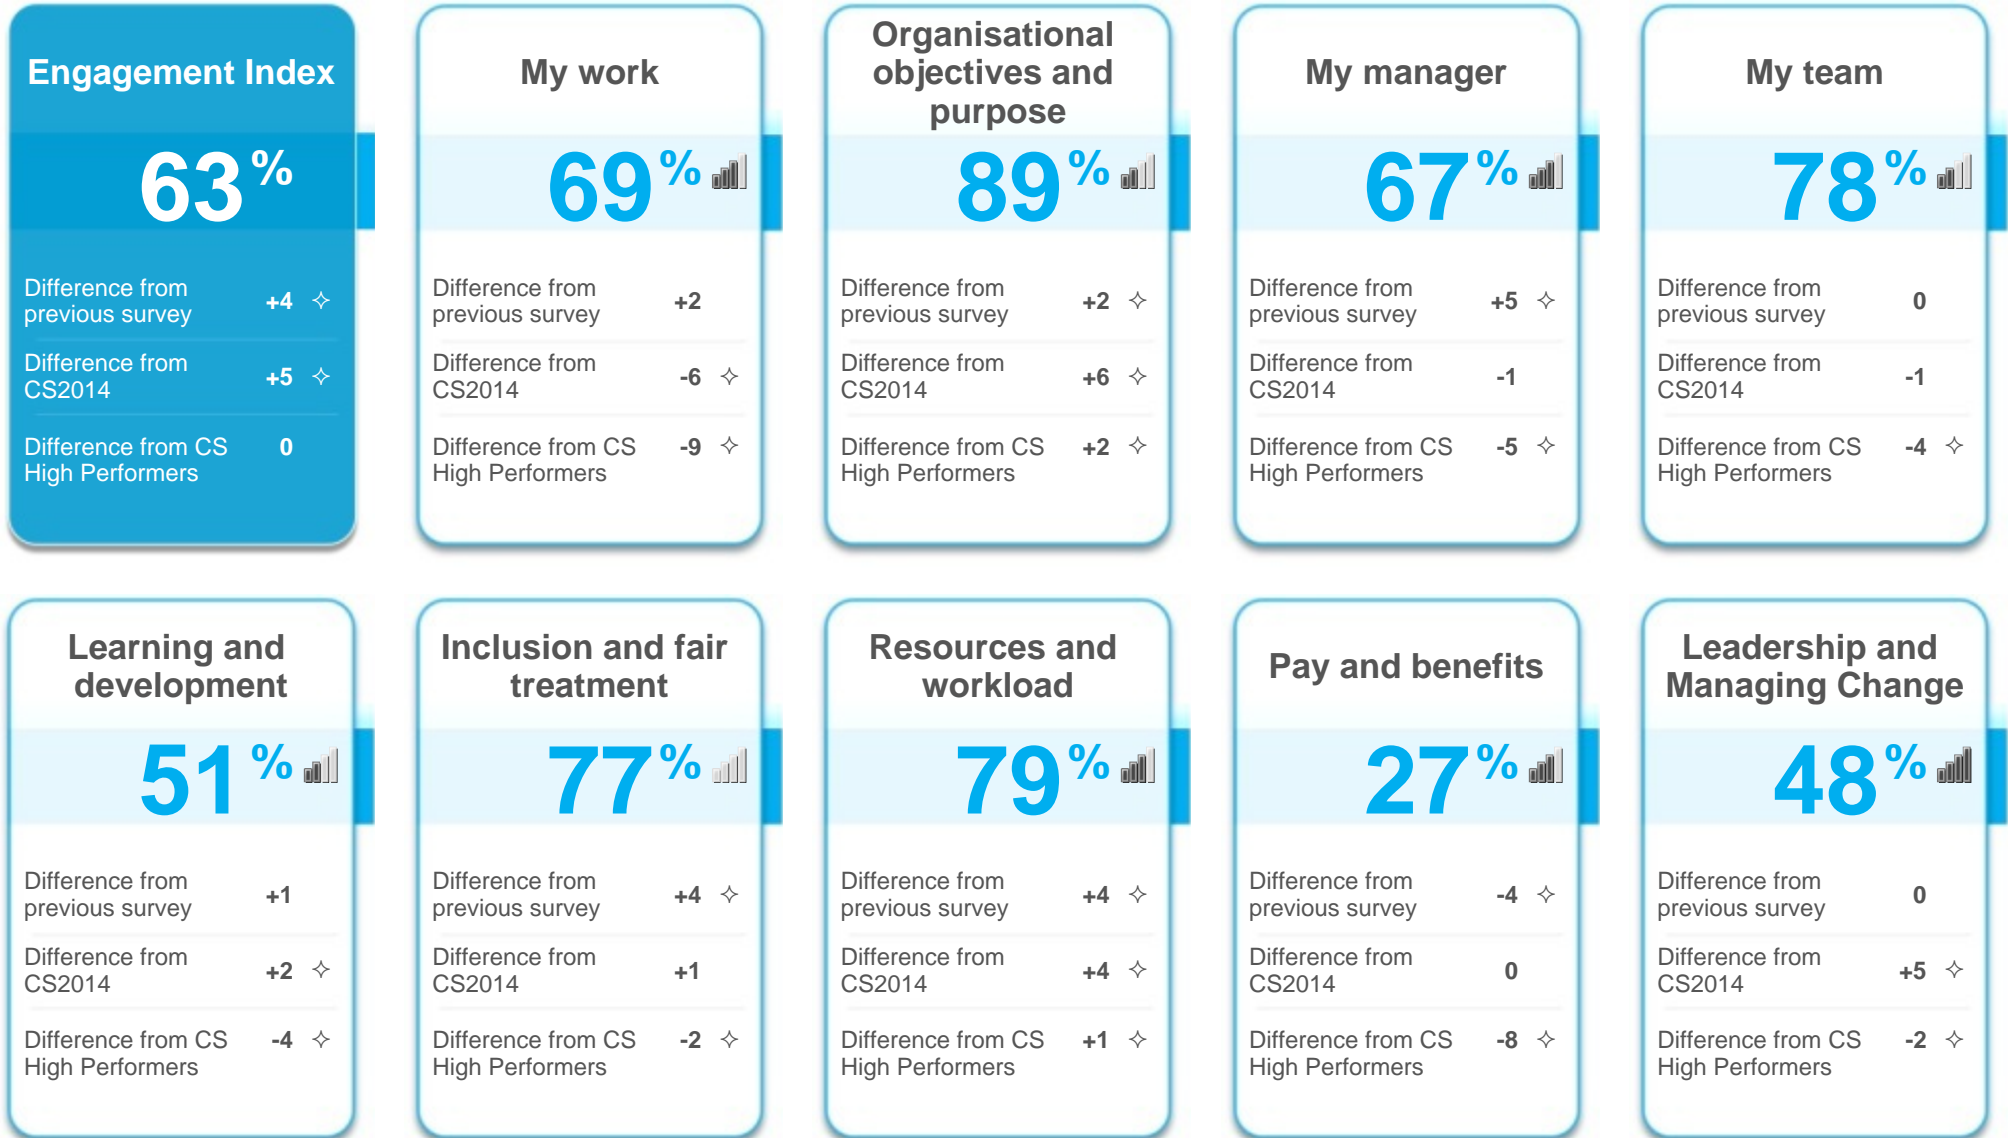 Engagement Index
63%
Difference from
previous survey +4 ✧
Difference from
CS2014 +5 ✧
Difference from CS
High Performers 0
My work
69%
Difference from
previous survey +2
Difference from
CS2014 -6 ✧
Difference from CS
High Performers -9 ✧
Organisational
objectives and
purpose
89%
Difference from
previous survey +2 ✧
Difference from
CS2014 +6 ✧
Difference from CS
High Performers +2 ✧
My manager
67%
Difference from
previous survey +5 ✧
Difference from
CS2014 -1
Difference from CS
High Performers -5 ✧
My team
78%
Difference from
previous survey 0
Difference from
CS2014 -1
Difference from CS
High Performers -4 ✧
Learning and
development
51%
Difference from
previous survey +1
Difference from
CS2014 +2 ✧
Difference from CS
High Performers -4 ✧
Inclusion and fair
treatment
77%
Difference from
previous survey +4 ✧
Difference from
CS2014 +1
Difference from CS
High Performers -2 ✧
Resources and
workload
79%
Difference from
previous survey +4 ✧
Difference from
CS2014 +4 ✧
Difference from CS
High Performers +1 ✧
Pay and benefits
27%
Difference from
previous survey -4 ✧
Difference from
CS2014 0
Difference from CS
High Performers -8 ✧
Leadership and
Managing Change
48%
Difference from
previous survey 0
Difference from
CS2014 +5 ✧
Difference from CS
High Performers -2 ✧